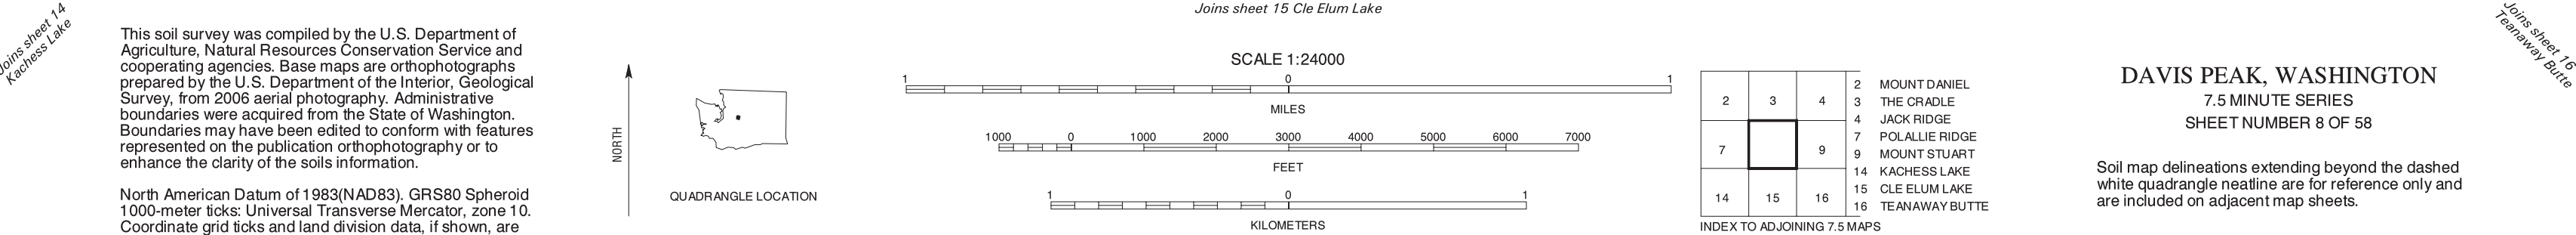 Joins sheet 14
Kachess Lake
This soil survey was compiled by the U.S. Department of
Agriculture, Natural Resources Conservation Service and
cooperating agencies. Base maps are orthophotographs
prepared by the U.S. Department of the Interior, Geological
Survey, from 2006 aerial photography. Administrative
boundaries were acquired from the State of Washington.
Boundaries may have been edited to conform with features
represented on the publication orthophotography or to
enhance the clarity of the soils information.
North American Datum of 1983(NAD83). GRS80 Spheroid
1000-meter ticks: Universal Transverse Mercator, zone 10.
Coordinate grid ticks and land division data, if shown, are
NORTH
QUADRANGLE LOCATION
Joins sheet 15 Cle Elum Lake
SCALE 1:24000
1 0 1
MILES
1000 0 1000 2000 3000 4000 5000 6000 7000
FEET
1 0 1
KILOMETERS
2 3 4
7 9
14 15 16
2 MOUNT DANIEL
3 THE CRADLE
4 JACK RIDGE
7 POLALLIE RIDGE
9 MOUNT STUART
14 KACHESS LAKE
15 CLE ELUM LAKE
16 TEANAWAY BUTTE
INDEX TO ADJOINING 7.5 MAPS
DAVIS PEAK, WASHINGTON
7.5 MINUTE SERIES
SHEET NUMBER 8 OF 58
Soil map delineations extending beyond the dashed
white quadrangle neatline are for reference only and
are included on adjacent map sheets.
Joins sheet 16
Teanaway Butte